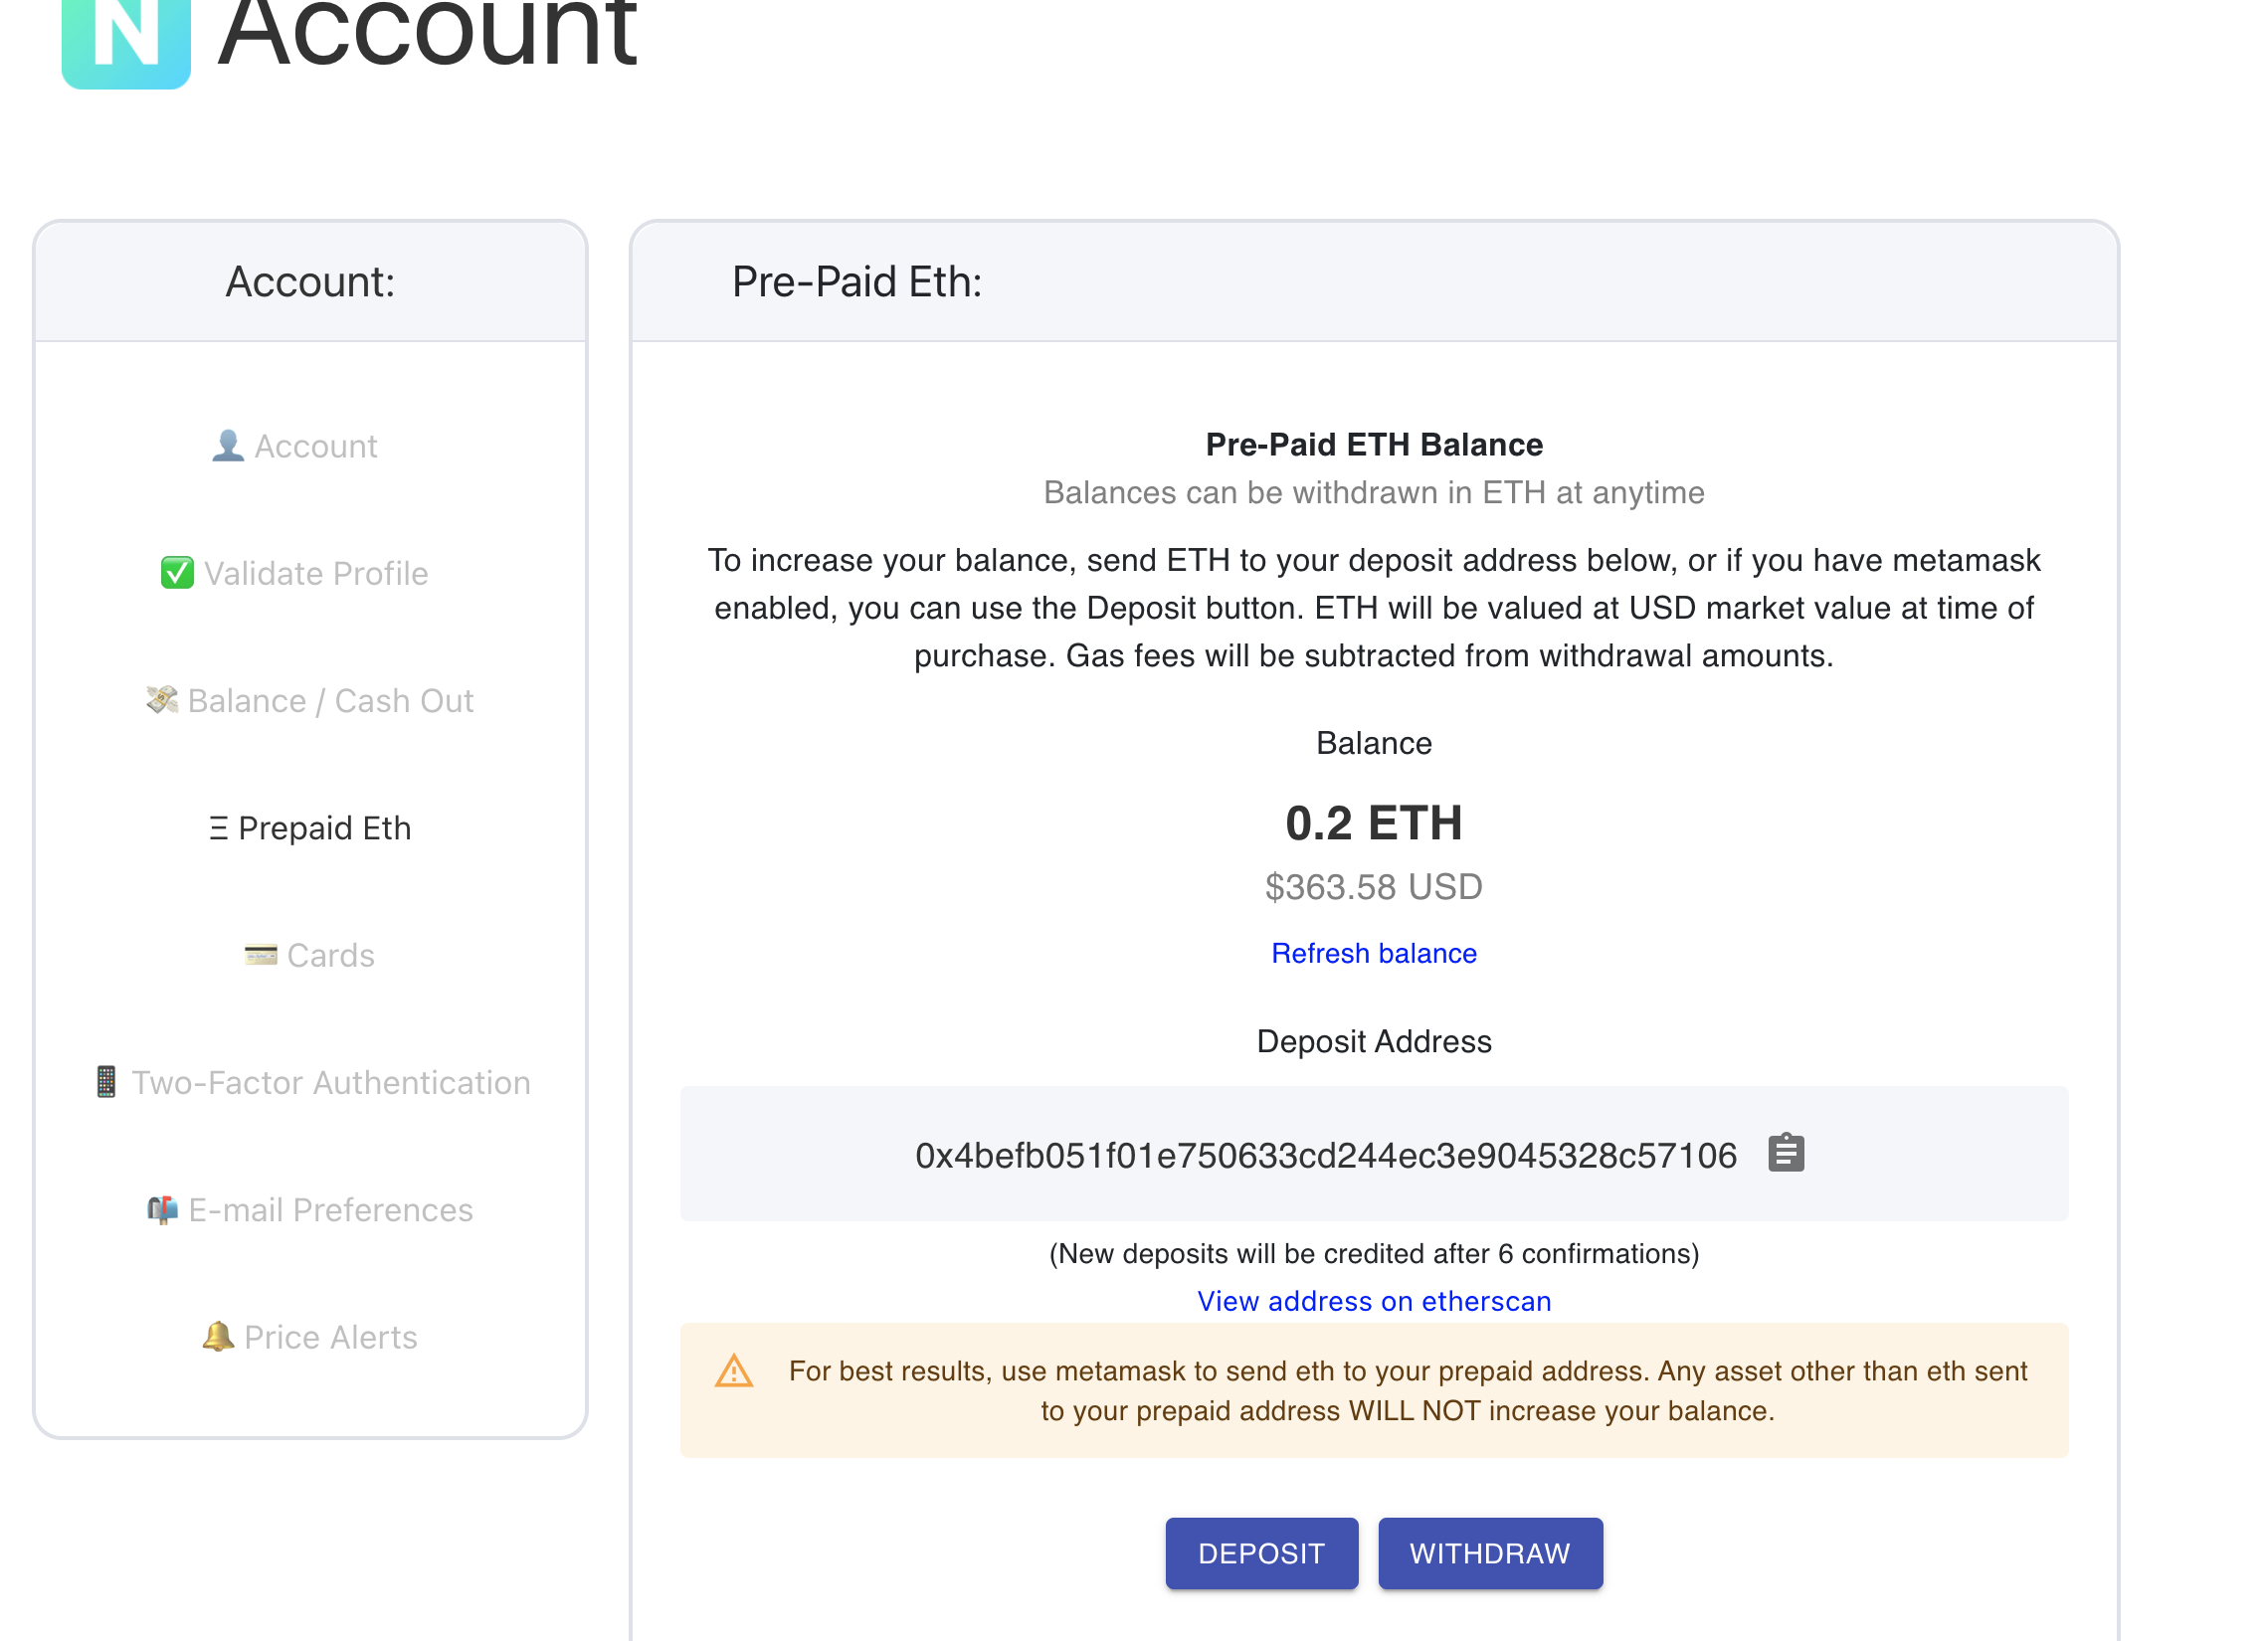 N Account
Account:
Account
Validate Profile
Balance / Cash Out
Ξ Prepaid Eth
Cards
Two-Factor Authentication
E-mail Preferences
Price Alerts
Pre-Paid Eth:
Pre-Paid ETH Balance
Balances can be withdrawn in ETH at anytime
To increase your balance, send ETH to your deposit address below, or if you have metamask
enabled, you can use the Deposit button. ETH will be valued at USD market value at time of
purchase. Gas fees will be subtracted from withdrawal amounts.
Balance
0.2 ETH
$363.58 USD
Refresh balance
Deposit Address
0x4befb051f01e750633cd244ec3e9045328c57106
(New deposits will be credited after 6 confirmations)
View address on etherscan
For best results, use metamask to send eth to your prepaid address. Any asset other than eth sent
to your prepaid address WILL NOT increase your balance.
DEPOSIT WITHDRAW